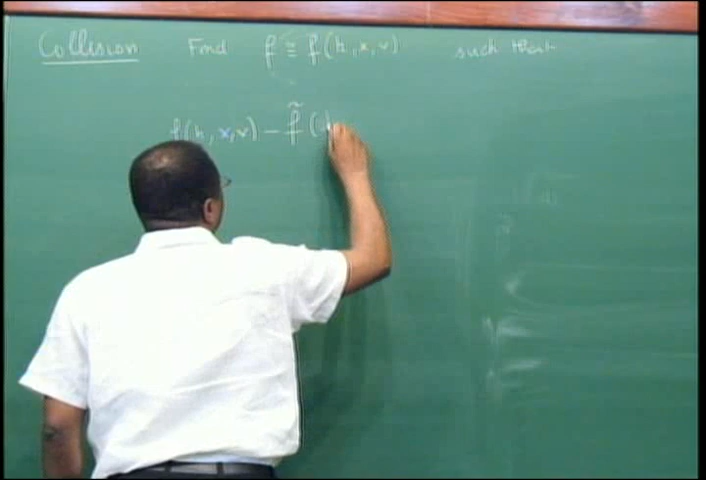 Collision Find f ≅ f(h, x, v) such that
f(h, x, v) - f̃ (